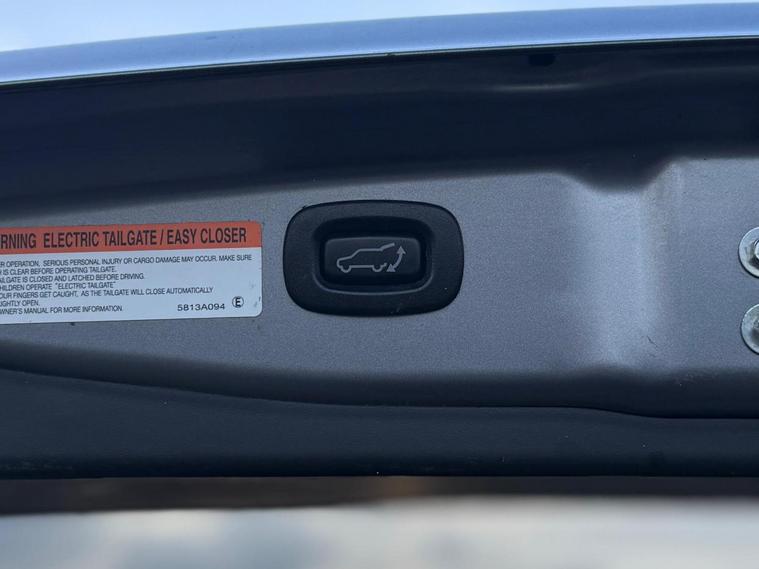 RNING ELECTRIC TAILGATE / EASY CLOSER
ER OPERATION, SERIOUS PERSONAL INJURY OR CARGO DAMAGE MAY OCCUR. MAKE SURE
R IS CLEAR BEFORE OPERATING TAILGATE.
AILGATE IS CLOSED AND LATCHED BEFORE DRIVING.
HILDREN OPERATE "ELECTRIC TAILGATE"
OUR FINGERS GET CAUGHT, AS THE TAILGATE WILL CLOSE AUTOMATICALLY
IGHTLY OPEN.
WNER'S MANUAL FOR MORE INFORMATION.
5813A094 E